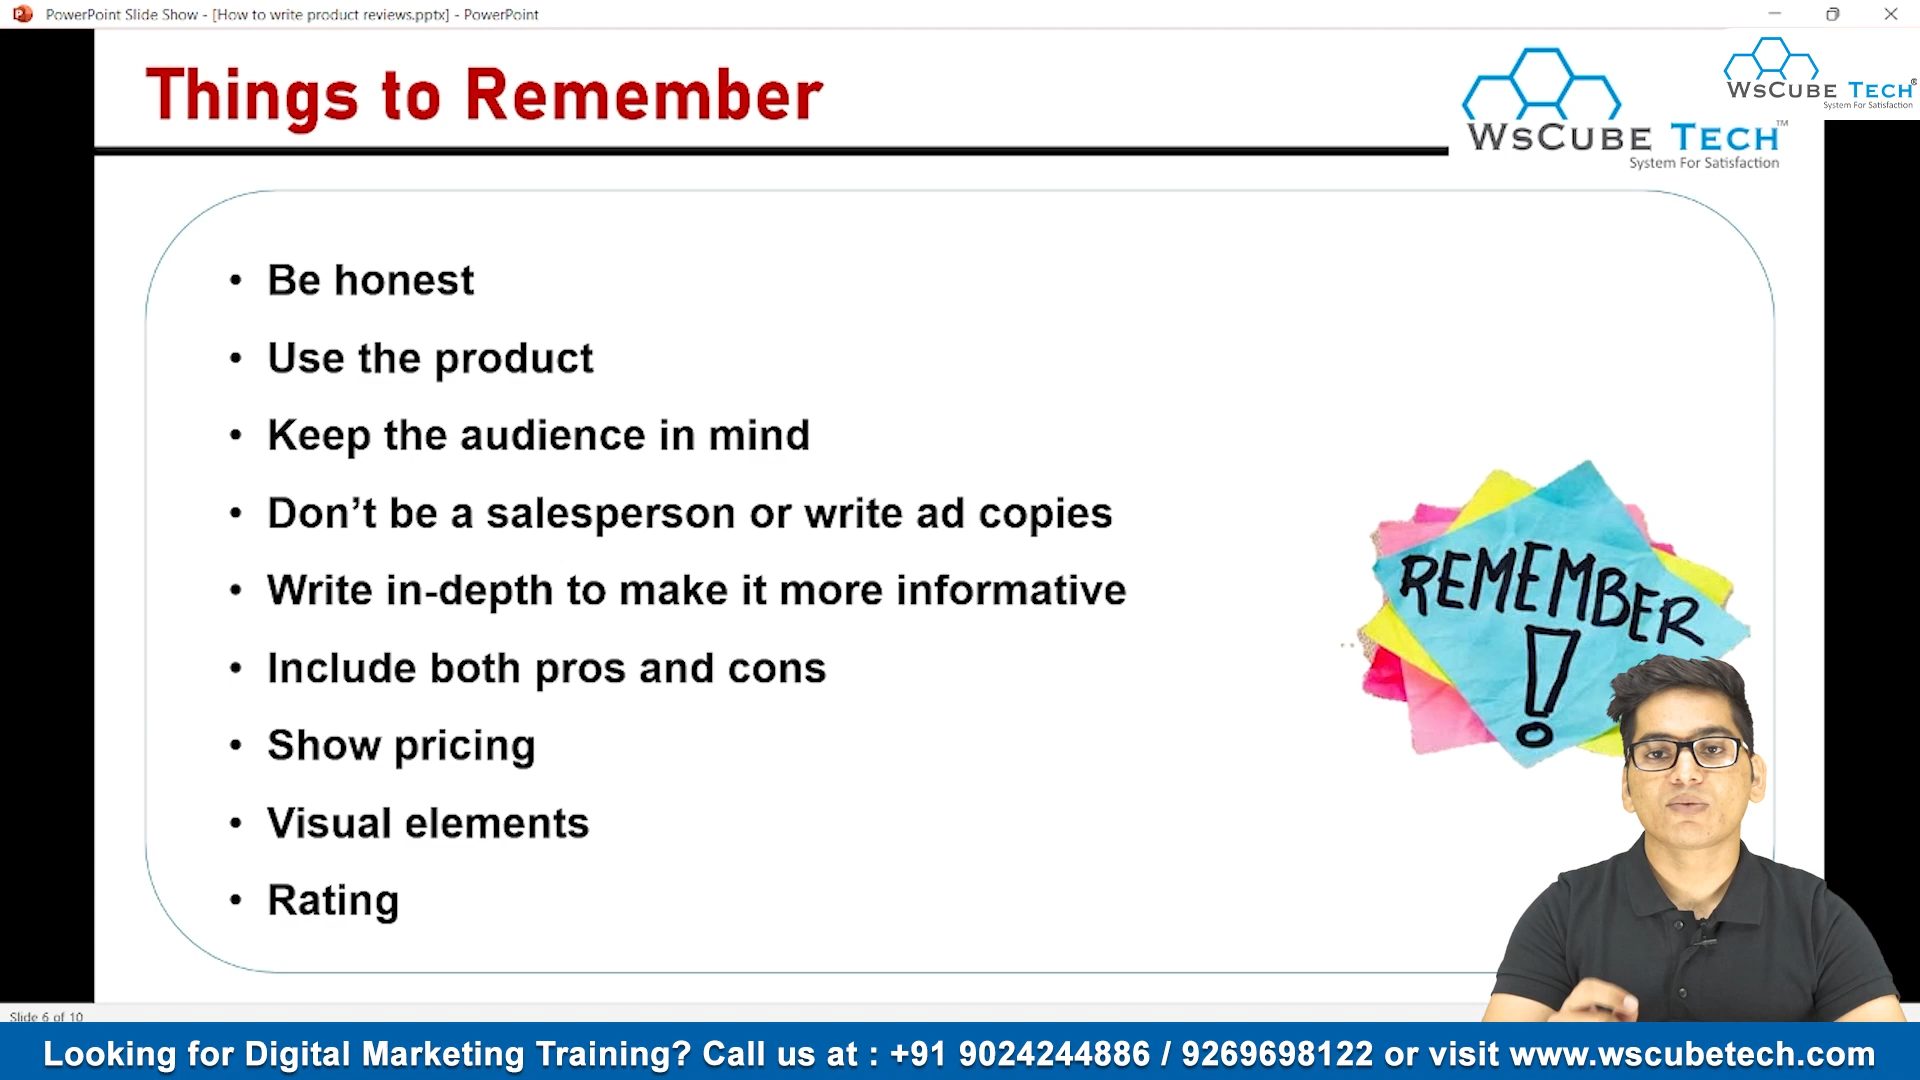 PowerPoint Slide Show - [How to write product reviews.pptx] - PowerPoint
Things to Remember
WsCube Tech™
System For Satisfaction
WsCube Tech®
System For Satisfaction
• Be honest
• Use the product
• Keep the audience in mind
• Don’t be a salesperson or write ad copies
• Write in-depth to make it more informative
• Include both pros and cons
• Show pricing
• Visual elements
• Rating
REMEMBER
!
Slide 6 of 10
Looking for Digital Marketing Training? Call us at : +91 9024244886 / 9269698122 or visit www.wscubetech.com